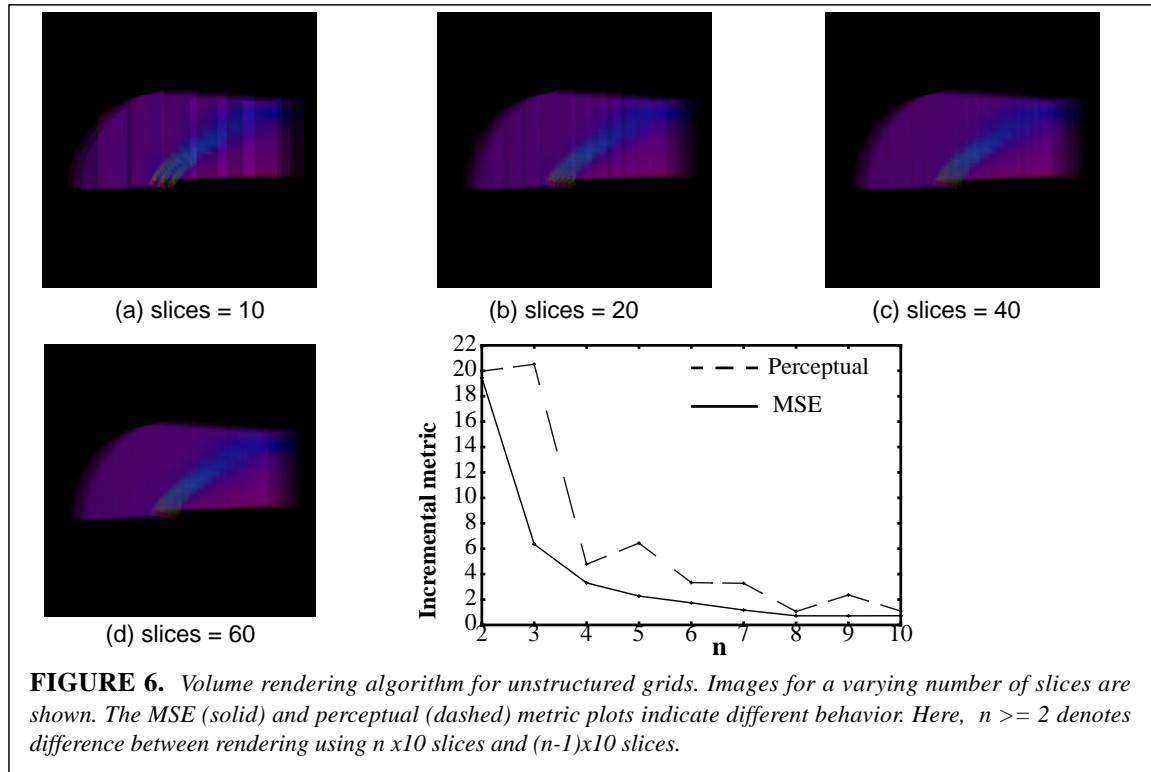 (a) slices = 10
(b) slices = 20
(c) slices = 40
(d) slices = 60
22
20
18
16
14
12
10
8
6
4
2
0
2 3 4 5 6 7 8 9 10
Incremental metric
n
Perceptual
MSE
FIGURE 6. Volume rendering algorithm for unstructured grids. Images for a varying number of slices are
shown. The MSE (solid) and perceptual (dashed) metric plots indicate different behavior. Here, n >= 2 denotes
difference between rendering using n x10 slices and (n-1)x10 slices.